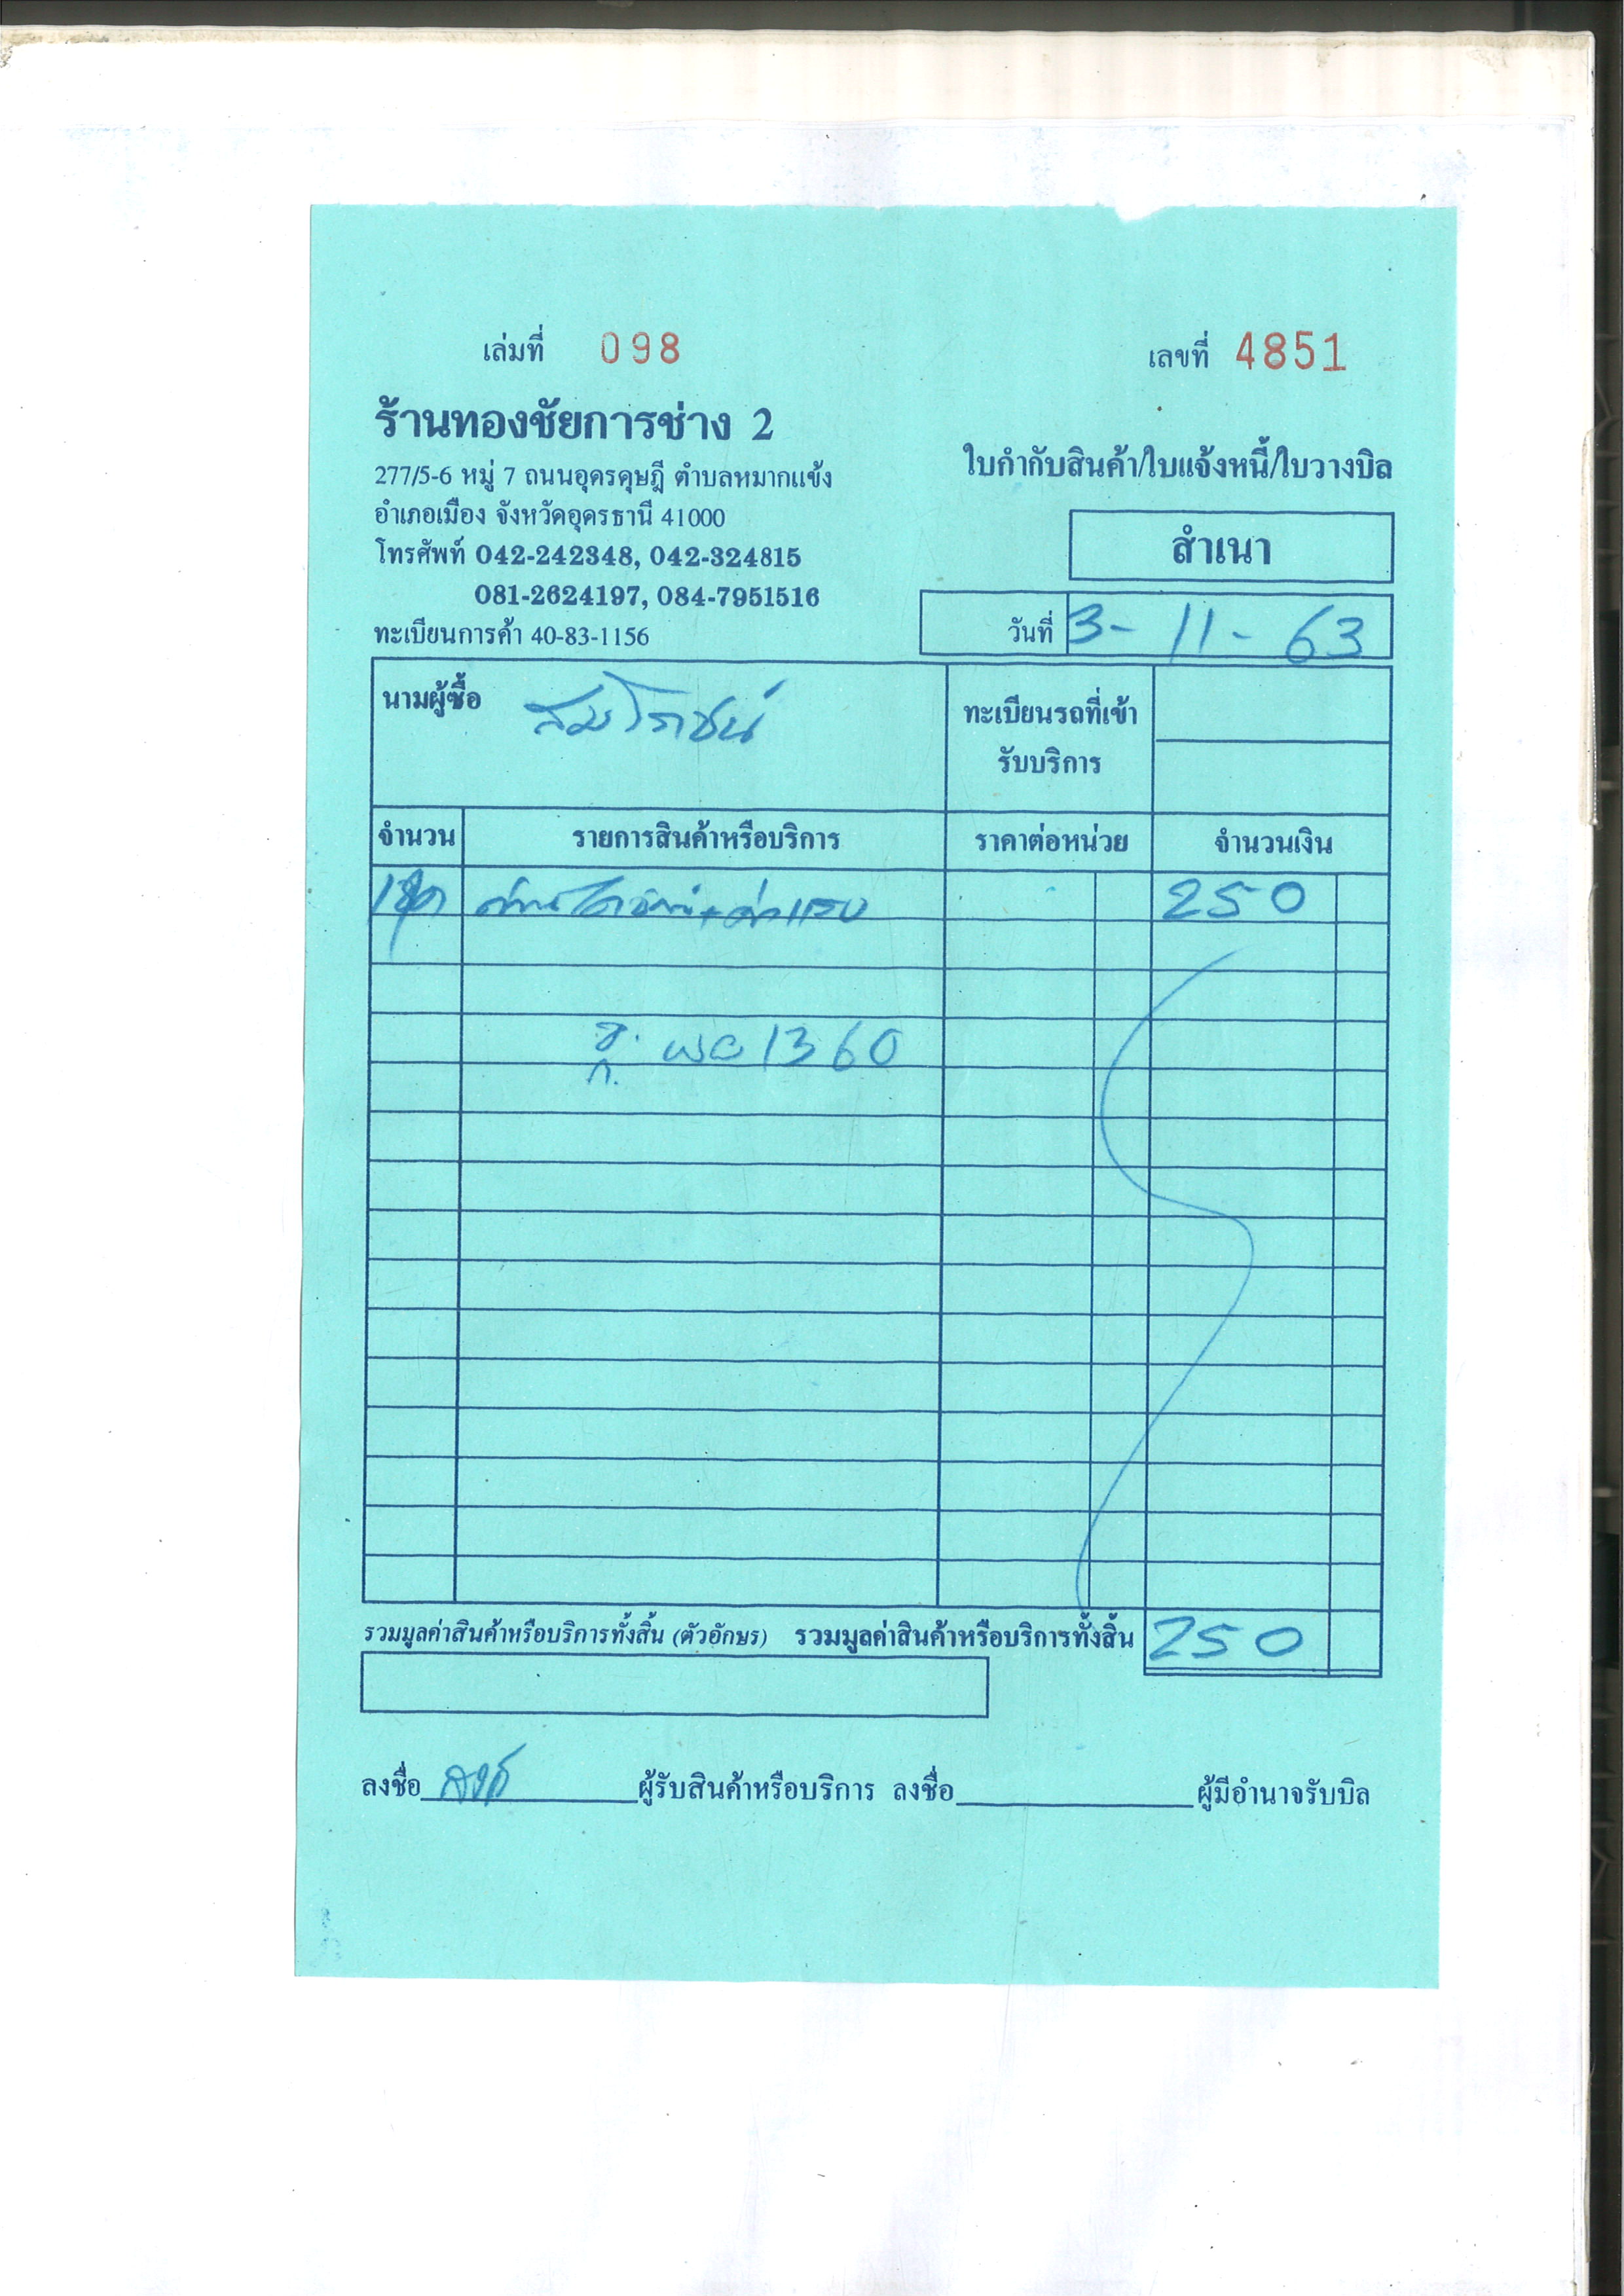 เล่มที่ 098
เลขที่ 4851
ร้านทองชัยการช่าง 2
277/5-6 หมู่ 7 ถนนอุดรดุษฎี ตำบลหมากแข้ง
อำเภอเมือง จังหวัดอุดรธานี 41000
โทรศัพท์ 042-242348, 042-324815
081-2624197, 084-7951516
ทะเบียนการค้า 40-83-1156
ใบกำกับสินค้า/ใบแจ้งหนี้/ใบวางบิล
สำเนา
วันที่ 3-11-63
นามผู้ซื้อ
ทะเบียนรถที่เข้า
รับบริการ
จำนวน รายการสินค้าหรือบริการ ราคาต่อหน่วย จำนวนเงิน
1 ชุด +ค่าแรง 250
1360
รวมมูลค่าสินค้าหรือบริการทั้งสิ้น (ตัวอักษร) รวมมูลค่าสินค้าหรือบริการทั้งสิ้น 250
ลงชื่อ ผู้รับสินค้าหรือบริการ ลงชื่อ ผู้มีอำนาจรับบิล